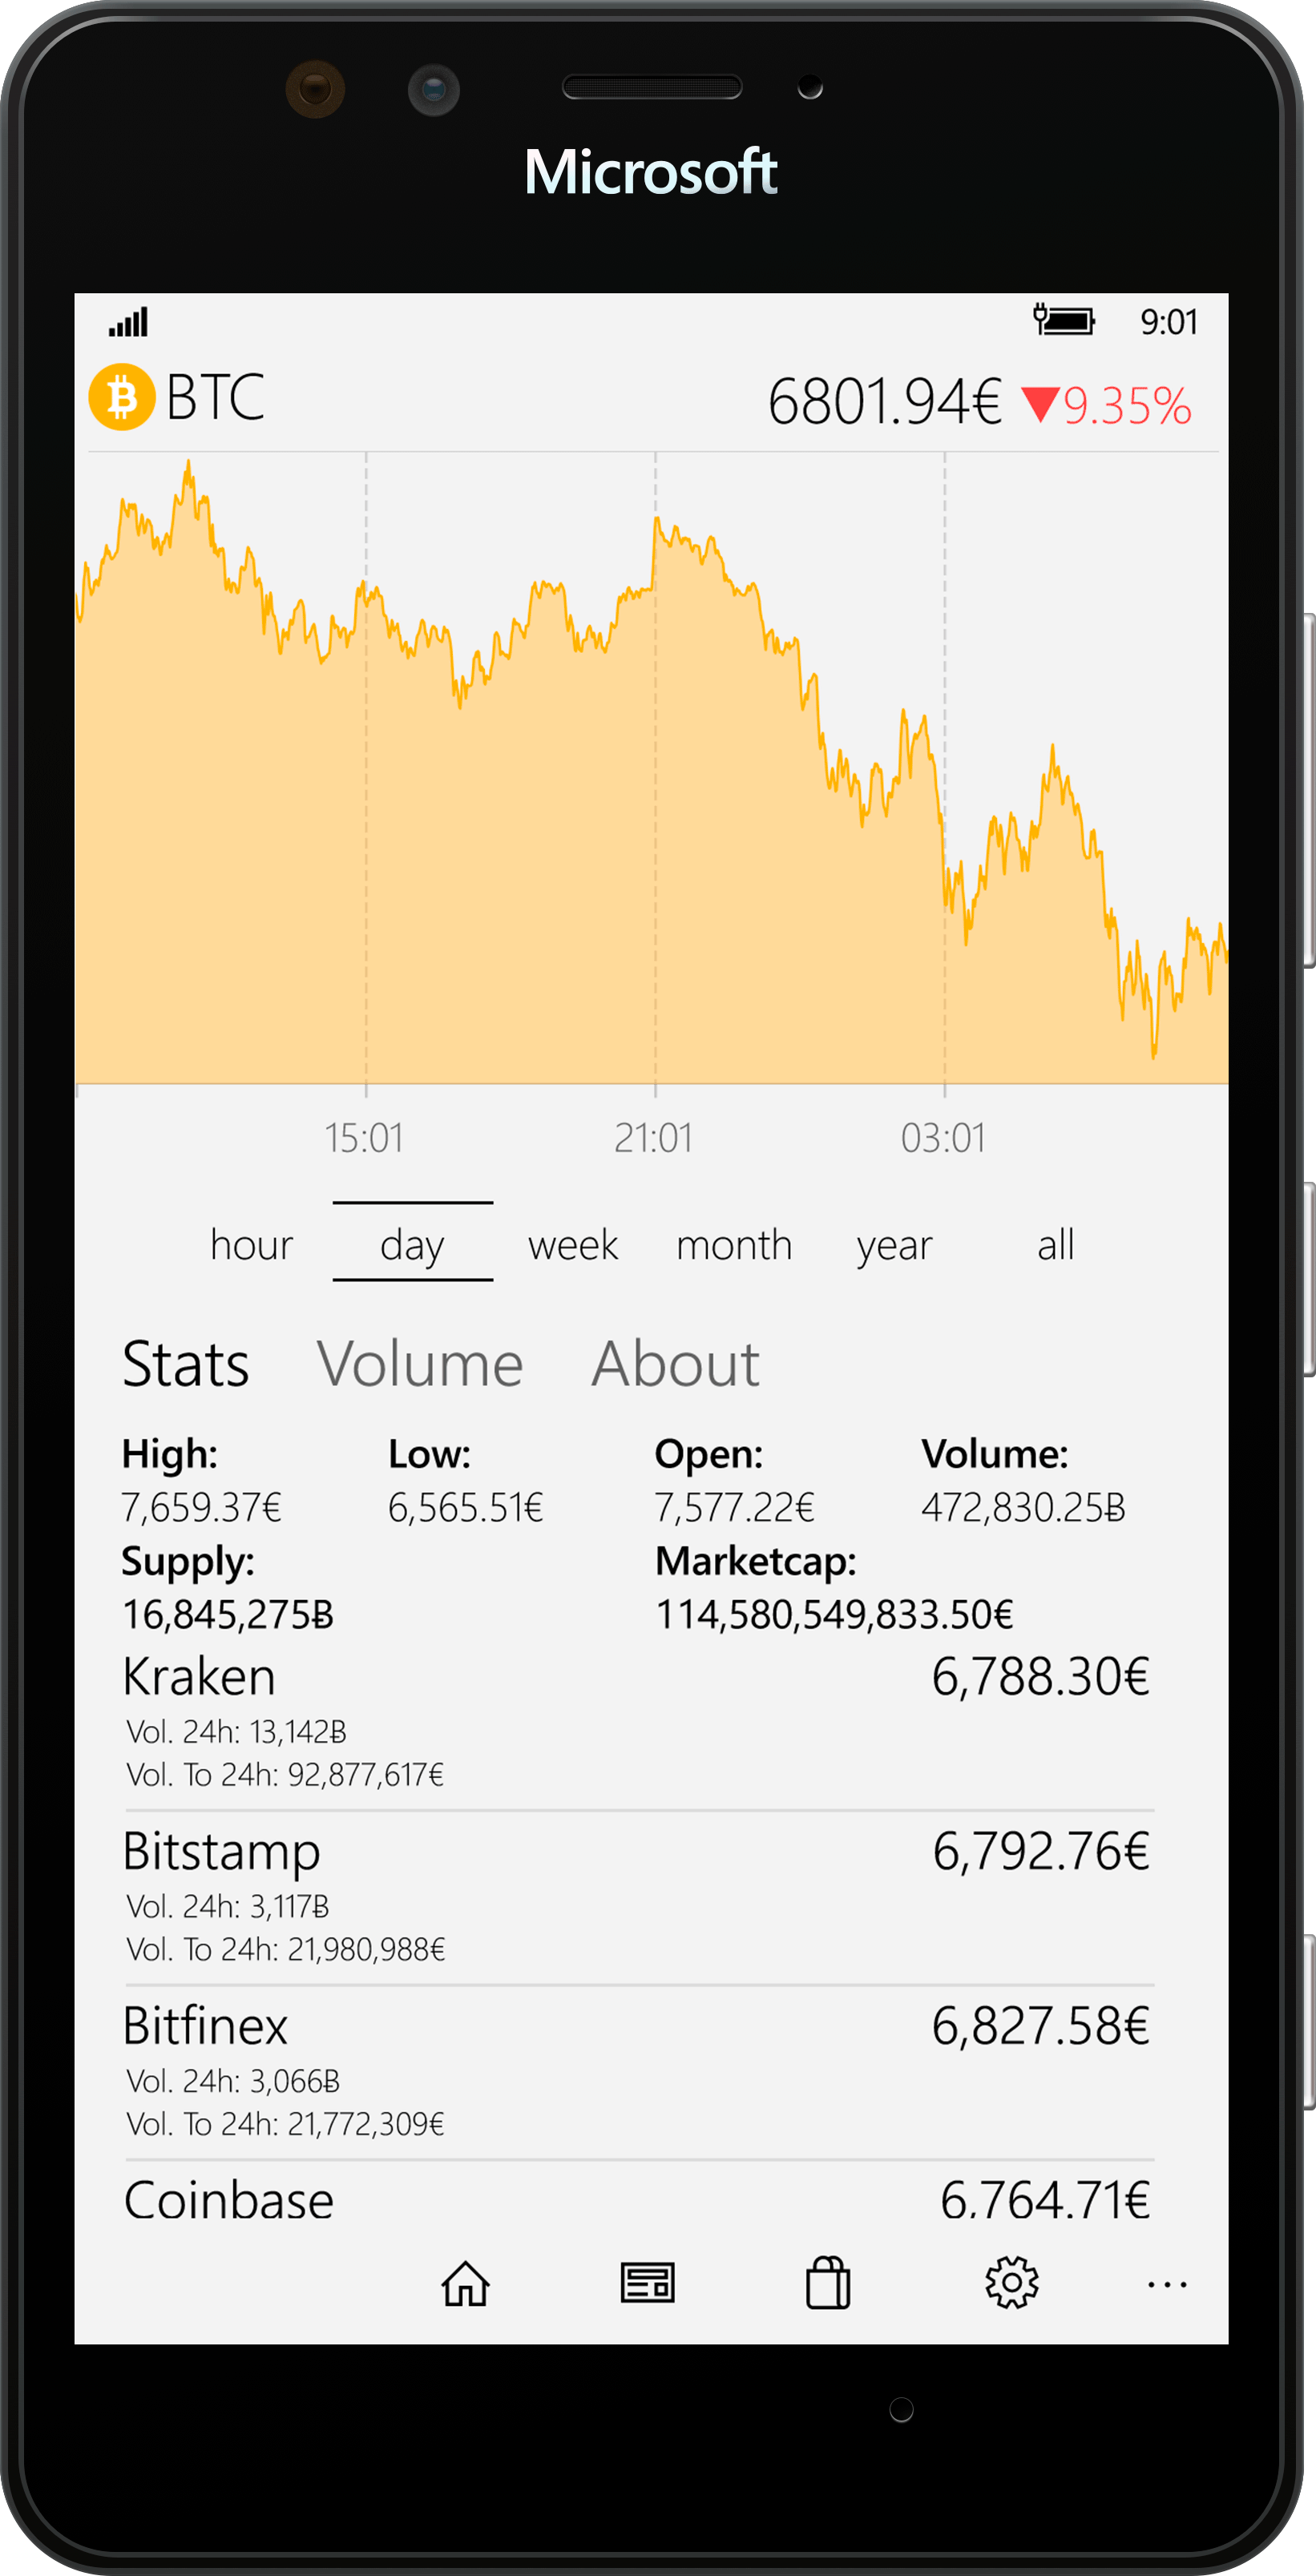 Microsoft
9:01
BTC 6801.94€ ▼9.35%
15:01 21:01 03:01
hour day week month year all
Stats Volume About
High: Low: Open: Volume:
7,659.37€ 6,565.51€ 7,577.22€ 472,830.25Ƀ
Supply: Marketcap:
16,845,275Ƀ 114,580,549,833.50€
Kraken 6,788.30€
Vol. 24h: 13,142Ƀ
Vol. To 24h: 92,877,617€
Bitstamp 6,792.76€
Vol. 24h: 3,117Ƀ
Vol. To 24h: 21,980,988€
Bitfinex 6,827.58€
Vol. 24h: 3,066Ƀ
Vol. To 24h: 21,772,309€
Coinbase 6,764.71€